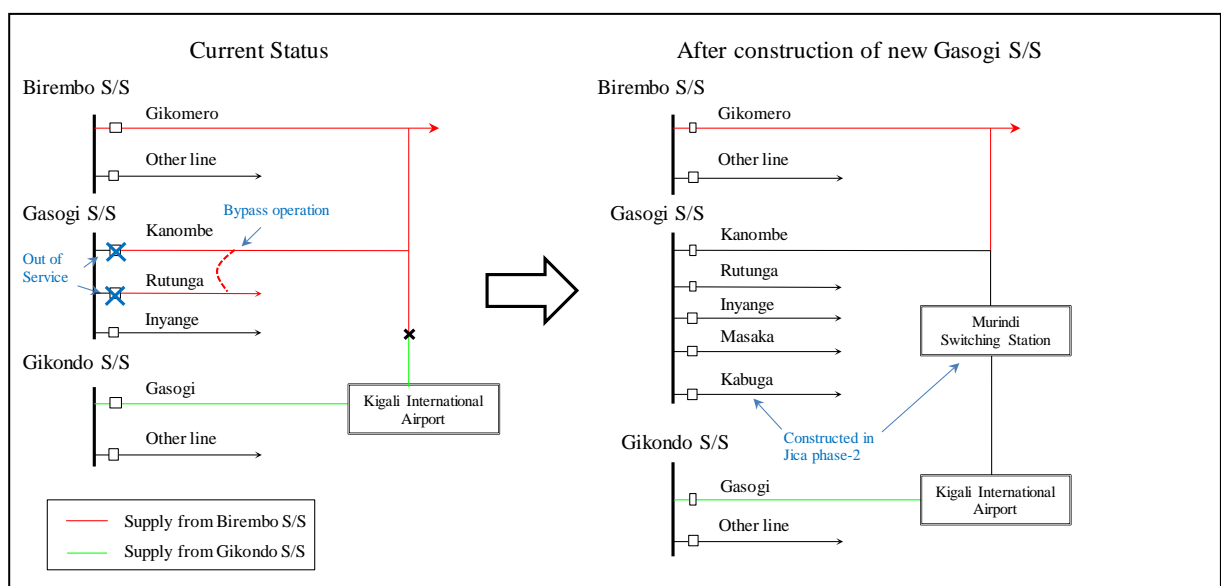 Current Status
Birembo S/S
Gikomero
Other line
Gasogi S/S
Kanombe
Bypass operation
Out of
Service
Rutunga
Inyange
Gikondo S/S
Gasogi
Kigali International
Airport
Other line
Supply from Birembo S/S
Supply from Gikondo S/S
After construction of new Gasogi S/S
Birembo S/S
Gikomero
Other line
Gasogi S/S
Kanombe
Rutunga
Inyange
Masaka
Kabuga
Murindi
Switching Station
Constructed in
Jica phase-2
Gikondo S/S
Gasogi
Kigali International
Airport
Other line